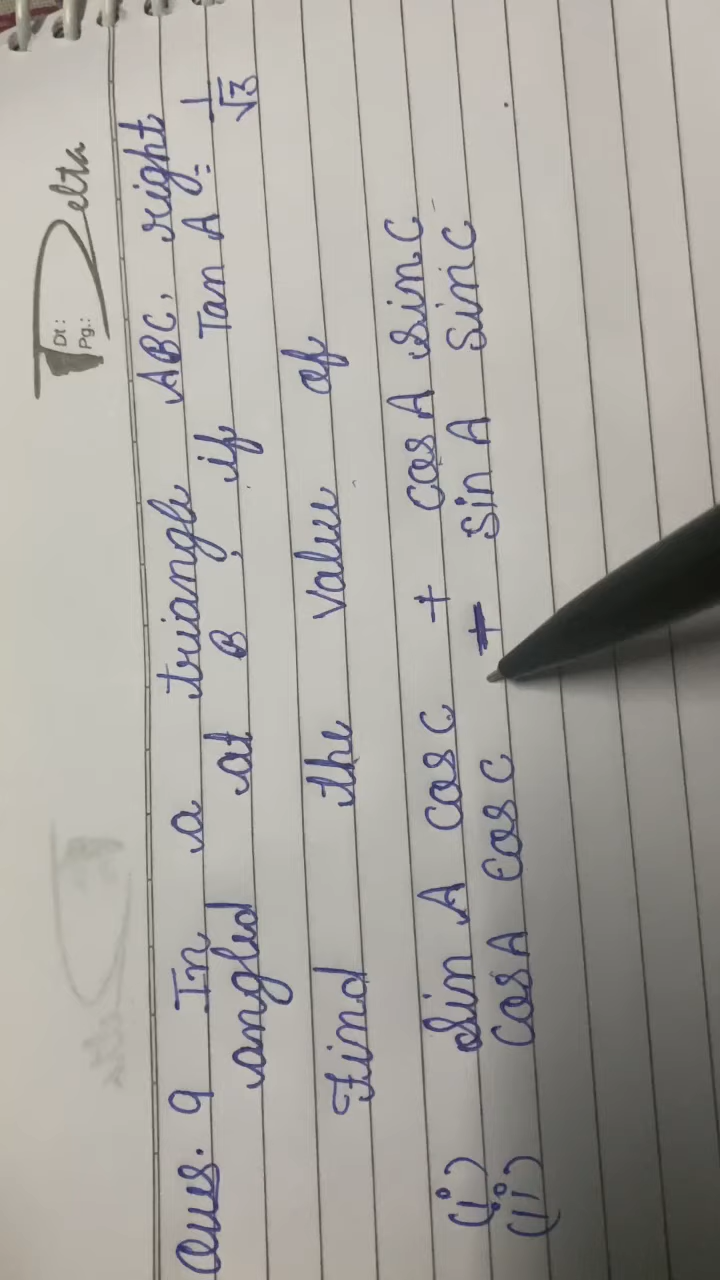 Delta
Dt:
Pg.:
Ques. 9 In a triangle ABC, right
angled at B, if Tan A = 1/√3
Find the value of
(i) Sin A cos C + cos A Sin C
(ii) cos A cos C + Sin A Sin C